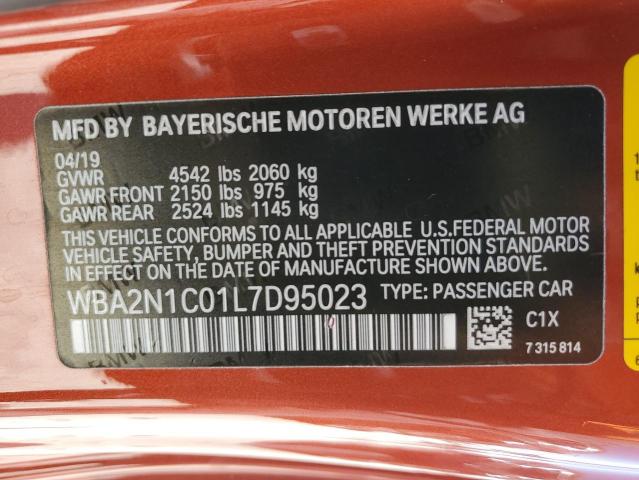 MFD BY BAYERISCHE MOTOREN WERKE AG
04/19
GVWR 4542 lbs 2060 kg
GAWR FRONT 2150 lbs 975 kg
GAWR REAR 2524 lbs 1145 kg
THIS VEHICLE CONFORMS TO ALL APPLICABLE U.S.FEDERAL MOTOR
VEHICLE SAFETY, BUMPER AND THEFT PREVENTION STANDARDS
IN EFFECT ON THE DATE OF MANUFACTURE SHOWN ABOVE.
WBA2N1C01L7D95023 TYPE: PASSENGER CAR
C1X
7 315 814